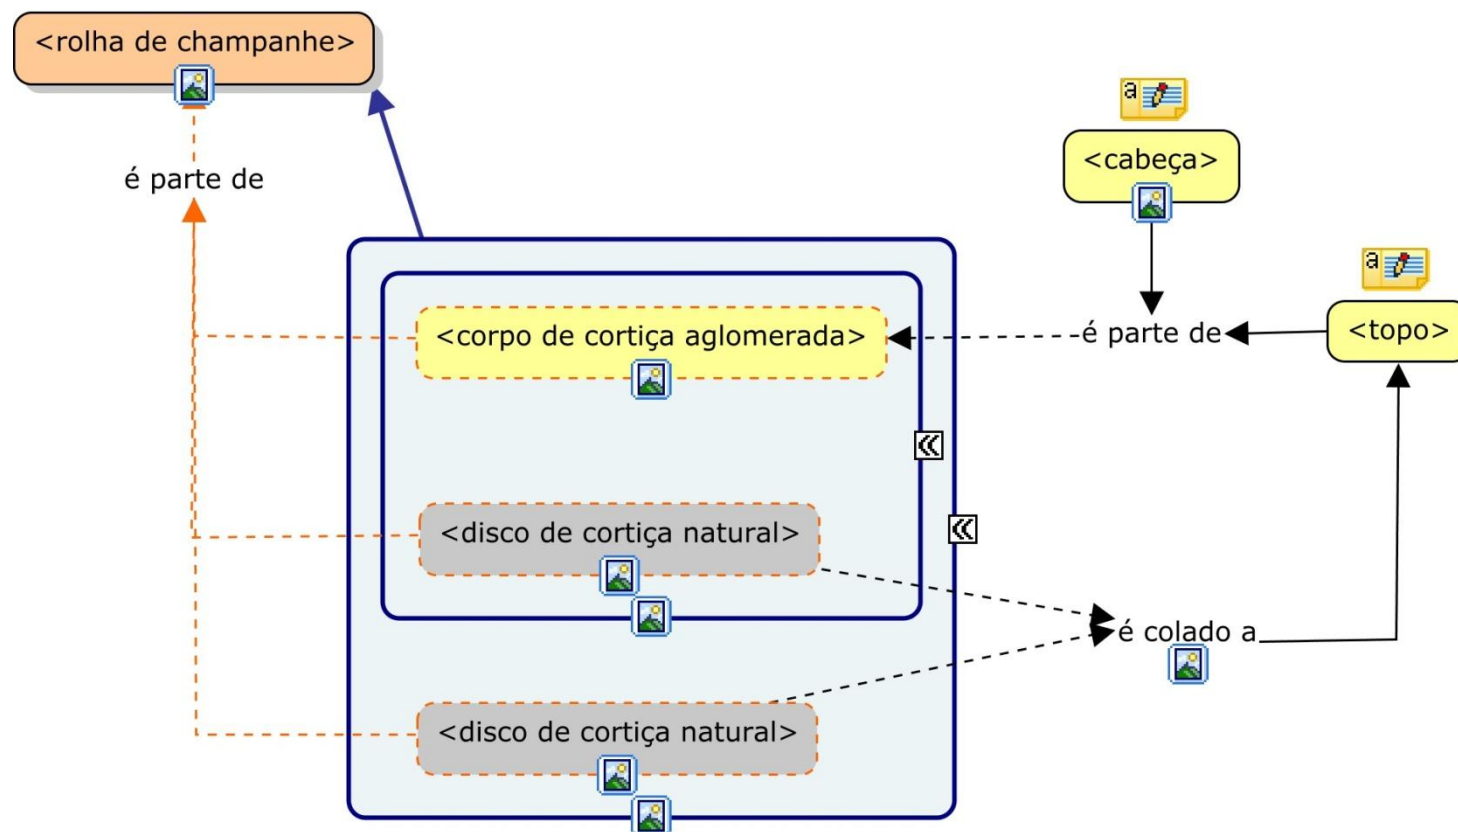 <rolha de champanhe>
é parte de
a
<cabeça>
a
<topo>
<corpo de cortiça aglomerada>
é parte de
<disco de cortiça natural>
é colado a
<disco de cortiça natural>